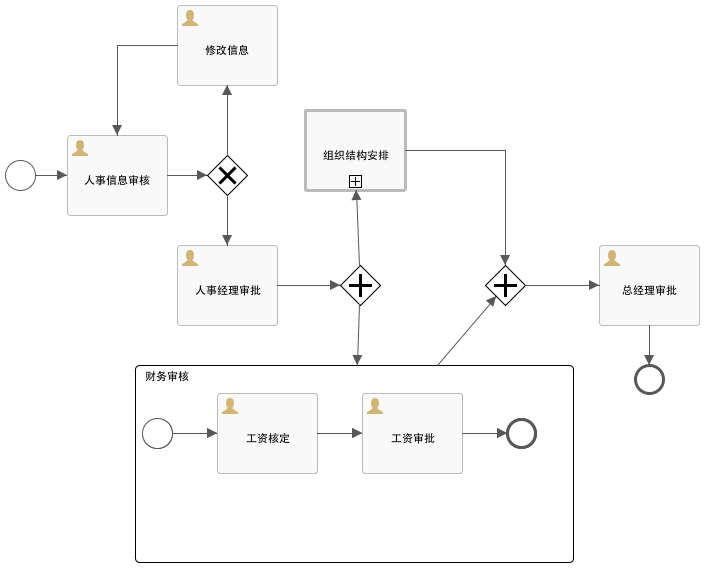 修改信息
人事信息审核
组织结构安排
人事经理审批
总经理审批
财务审核
工资核定
工资审批